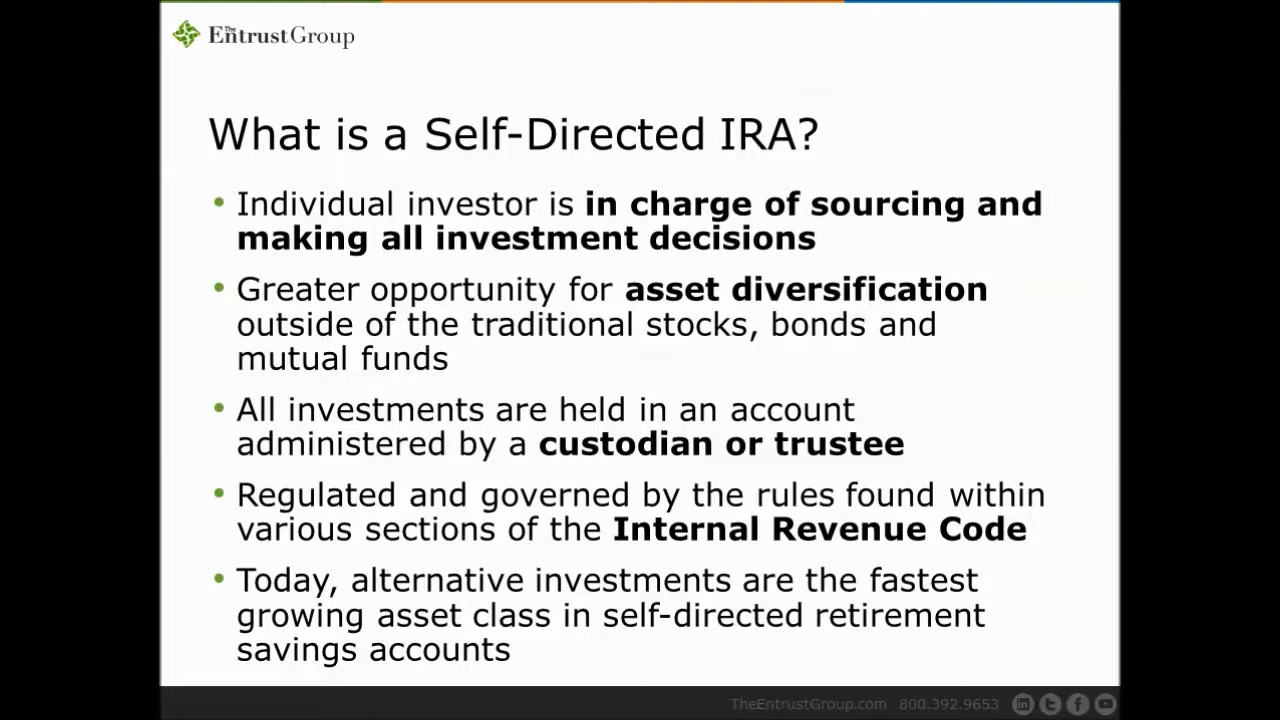 The EntrustGroup
What is a Self-Directed IRA?
• Individual investor is in charge of sourcing and
making all investment decisions
• Greater opportunity for asset diversification
outside of the traditional stocks, bonds and
mutual funds
• All investments are held in an account
administered by a custodian or trustee
• Regulated and governed by the rules found within
various sections of the Internal Revenue Code
• Today, alternative investments are the fastest
growing asset class in self-directed retirement
savings accounts
TheEntrustGroup.com 800.392.9653